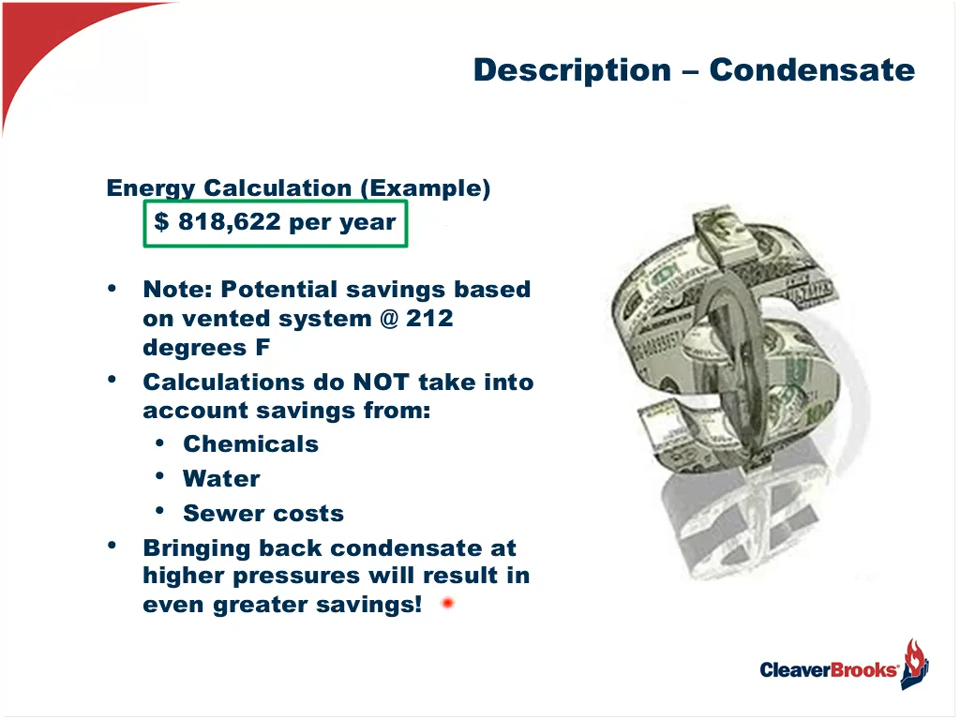 Description – Condensate
Energy Calculation (Example)
$ 818,622 per year
• Note: Potential savings based
on vented system @ 212
degrees F
• Calculations do NOT take into
account savings from:
• Chemicals
• Water
• Sewer costs
• Bringing back condensate at
higher pressures will result in
even greater savings!
CleaverBrooks